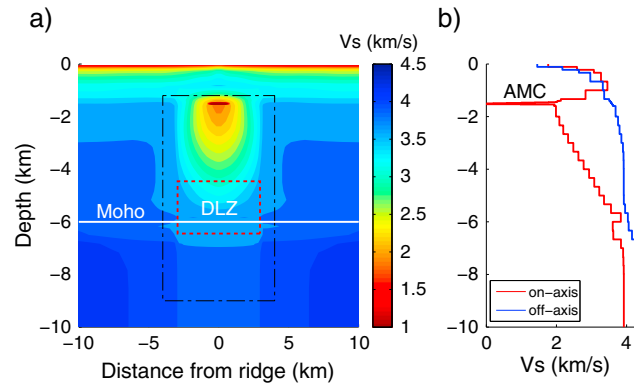 a)
Vs (km/s)
b)
0
−2
−4
−6
−8
−10
Depth (km)
Moho
DLZ
−10
−5
0
5
10
Distance from ridge (km)
4.5
4
3.5
3
2.5
2
1.5
1
0
−2
−4
−6
−8
−10
AMC
on-axis
off-axis
0
2
4
Vs (km/s)